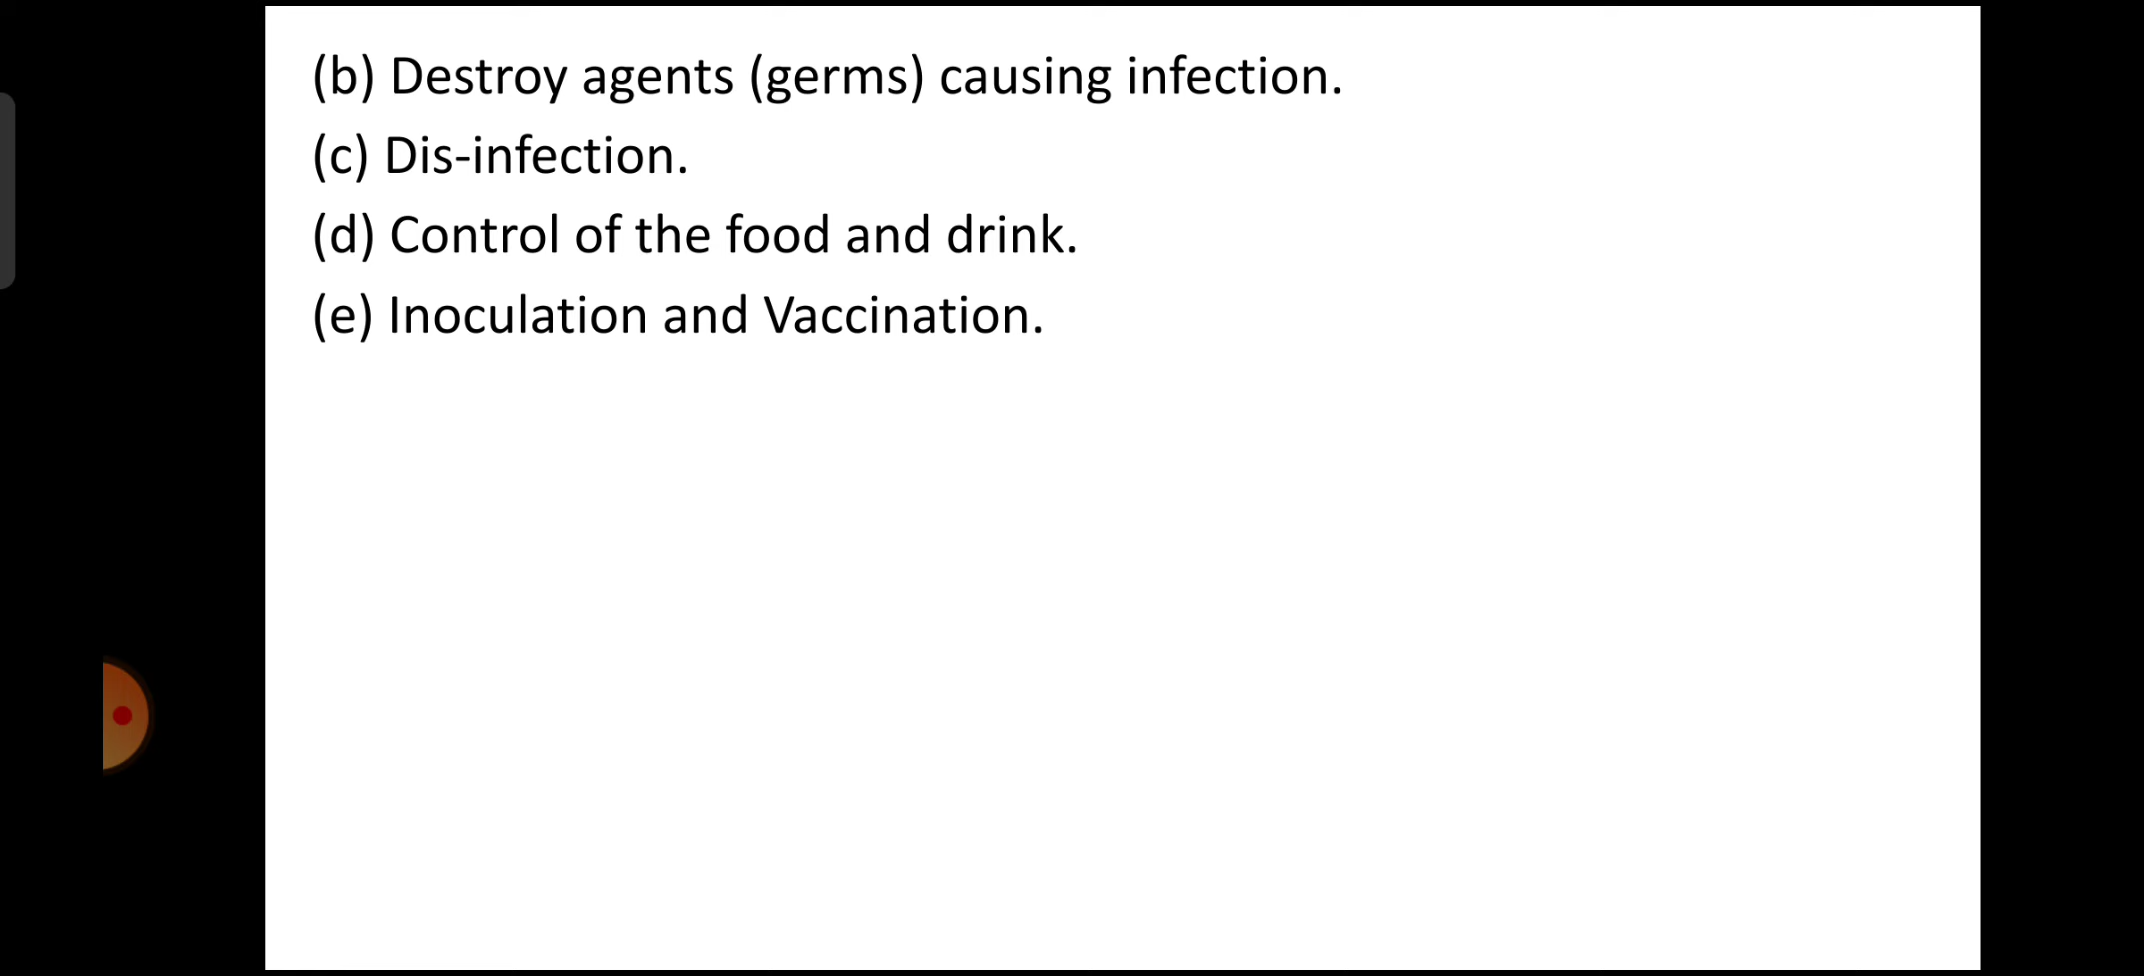 (b) Destroy agents (germs) causing infection.
(c) Dis-infection.
(d) Control of the food and drink.
(e) Inoculation and Vaccination.